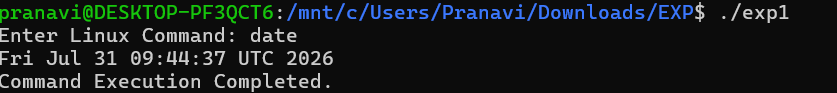 pranavi@DESKTOP-PF3QCT6:/mnt/c/Users/Pranavi/Downloads/EXP$ ./exp1
Enter Linux Command: date
Fri Jul 31 09:44:37 UTC 2026
Command Execution Completed.